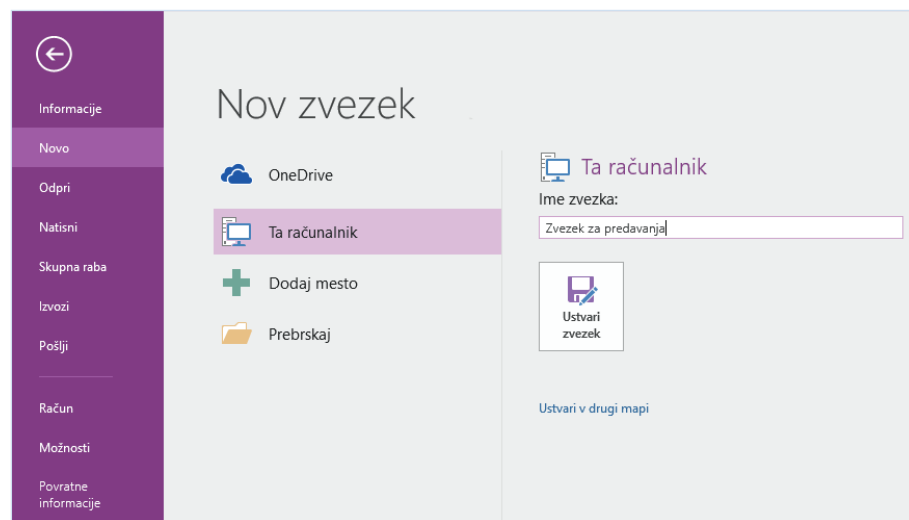 Informacije
Novo
Odpri
Natisni
Skupna raba
Izvozi
Pošlji
Račun
Možnosti
Povratne
informacije
Nov zvezek
OneDrive
Ta računalnik
Dodaj mesto
Prebrskaj
Ta računalnik
Ime zvezka:
Zvezek za predavanja
Ustvari
zvezek
Ustvari v drugi mapi